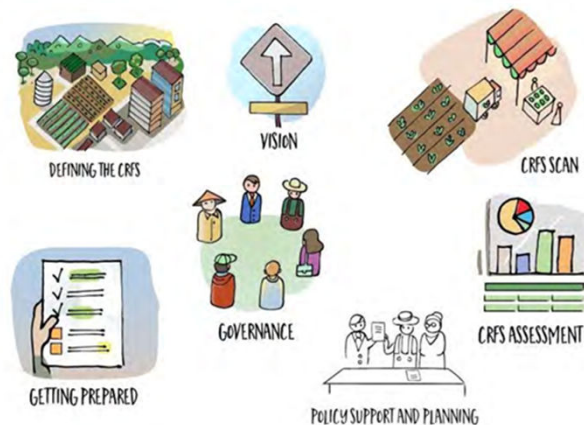 DEFINING THE CRFS
VISION
CRFS SCAN
GOVERNANCE
CRFS ASSESSMENT
GETTING PREPARED
POLICY SUPPORT AND PLANNING